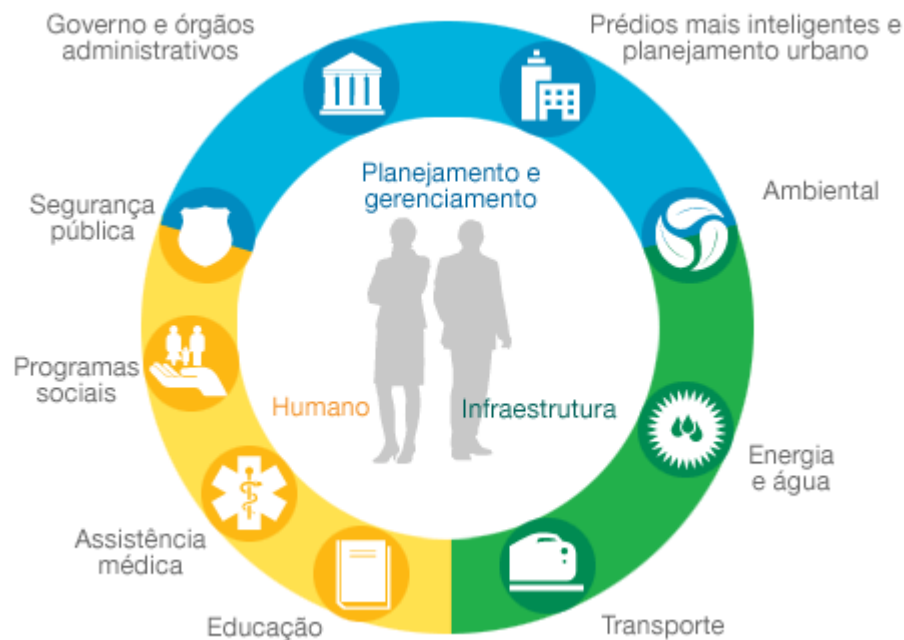 Governo e órgãos
administrativos
Prédios mais inteligentes e
planejamento urbano
Planejamento e
gerenciamento
Segurança
pública
Ambiental
Programas
sociais
Humano
Infraestrutura
Energia
e água
Assistência
médica
Educação
Transporte